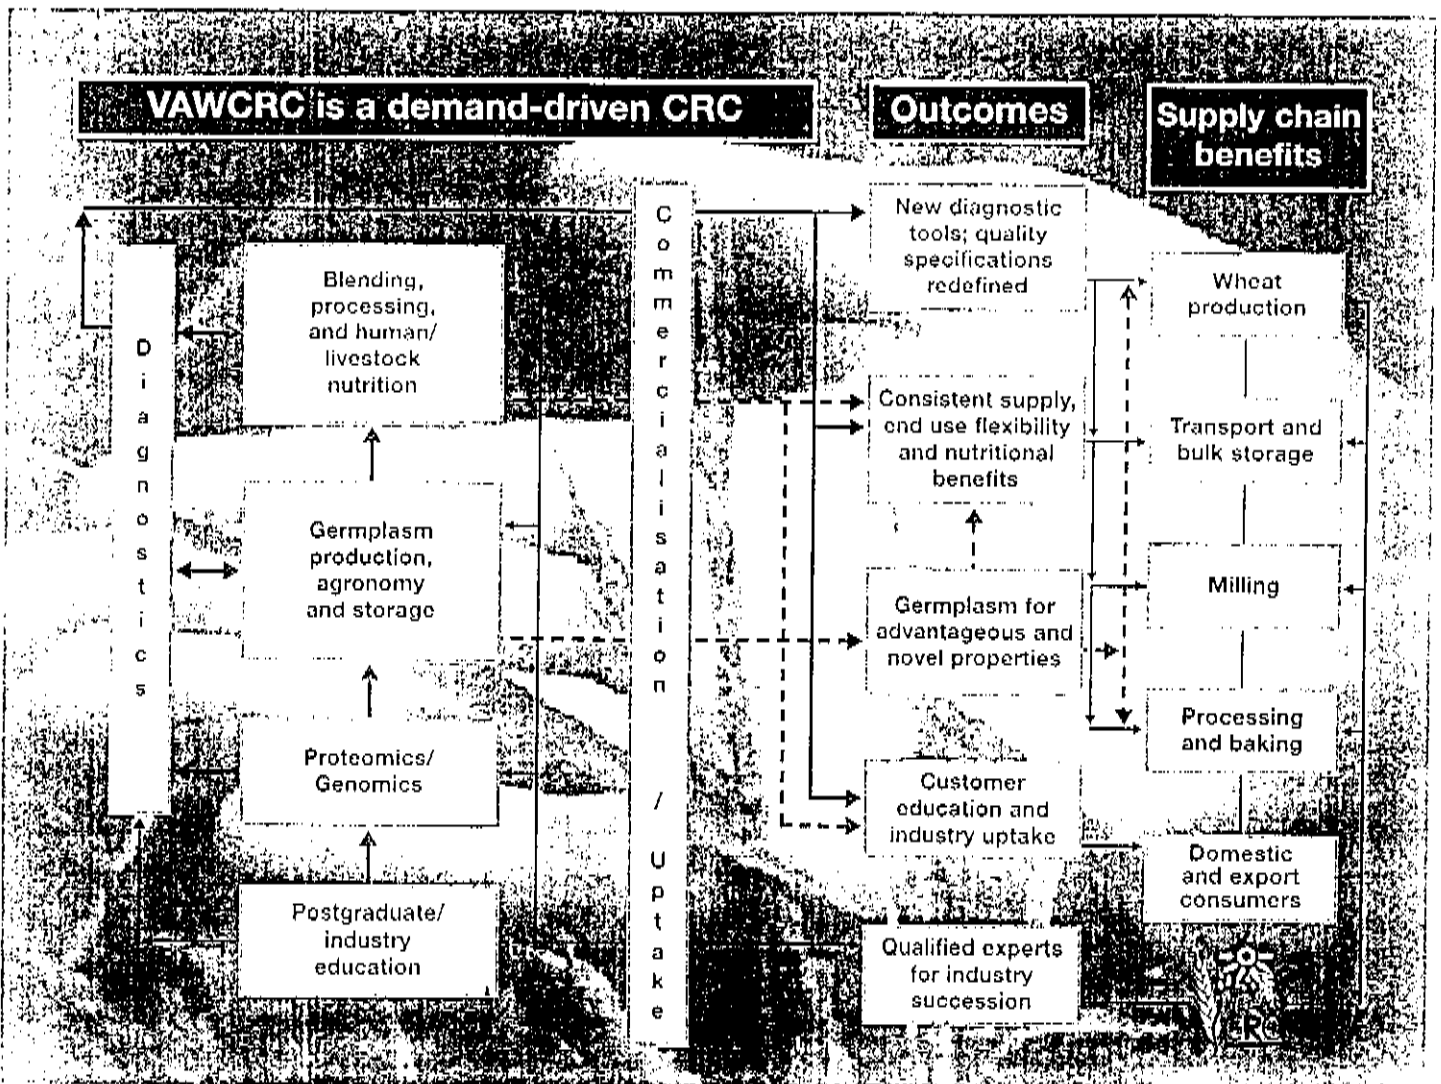 VAWCRC is a demand-driven CRC
Outcomes
Supply chain
benefits
Diagnostics
Blending,
processing,
and human/
livestock
nutrition
Germplasm
production,
agronomy
and storage
Proteomics/
Genomics
Postgraduate/
industry
education
Commercialisation / Uptake
New diagnostic
tools; quality
specifications
redefined
Consistent supply,
end use flexibility
and nutritional
benefits
Germplasm for
advantageous and
novel properties
Customer
education and
industry uptake
Qualified experts
for industry
succession
Wheat
production
Transport and
bulk storage
Milling
Processing
and baking
Domestic
and export
consumers